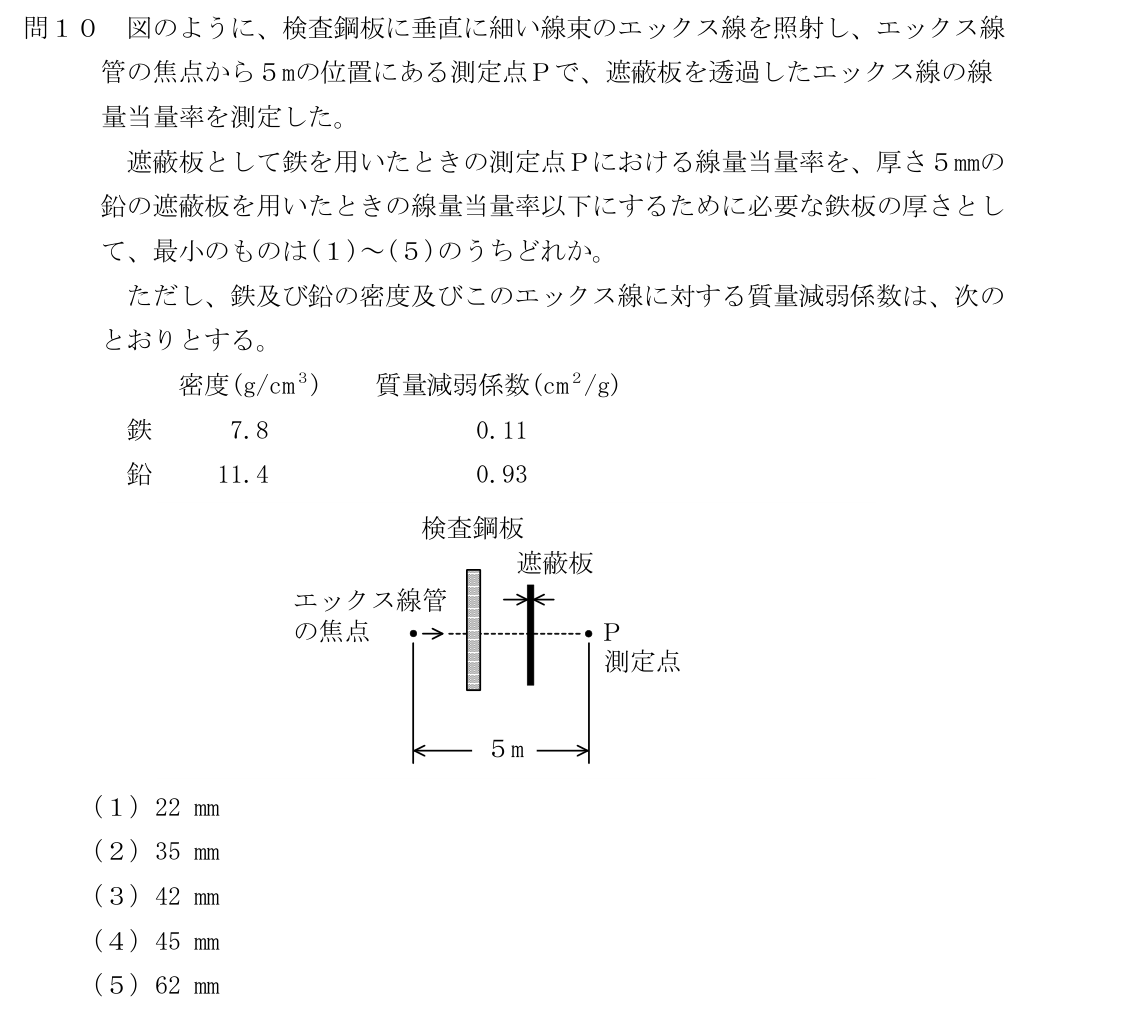 問１０　図のように、検査鋼板に垂直に細い線束のエックス線を照射し、エックス線
管の焦点から５mの位置にある測定点Ｐで、遮蔽板を透過したエックス線の線
量当量率を測定した。
遮蔽板として鉄を用いたときの測定点Ｐにおける線量当量率を、厚さ５mmの
鉛の遮蔽板を用いたときの線量当量率以下にするために必要な鉄板の厚さとし
て、最小のものは(１)～(５)のうちどれか。
ただし、鉄及び鉛の密度及びこのエックス線に対する質量減弱係数は、次の
とおりとする。
密度(g/cm³)　質量減弱係数(cm²/g)
鉄　7.8　0.11
鉛　11.4　0.93
検査鋼板
遮蔽板
エックス線管
の焦点
Ｐ
測定点
５m
(１) 22 mm
(２) 35 mm
(３) 42 mm
(４) 45 mm
(５) 62 mm